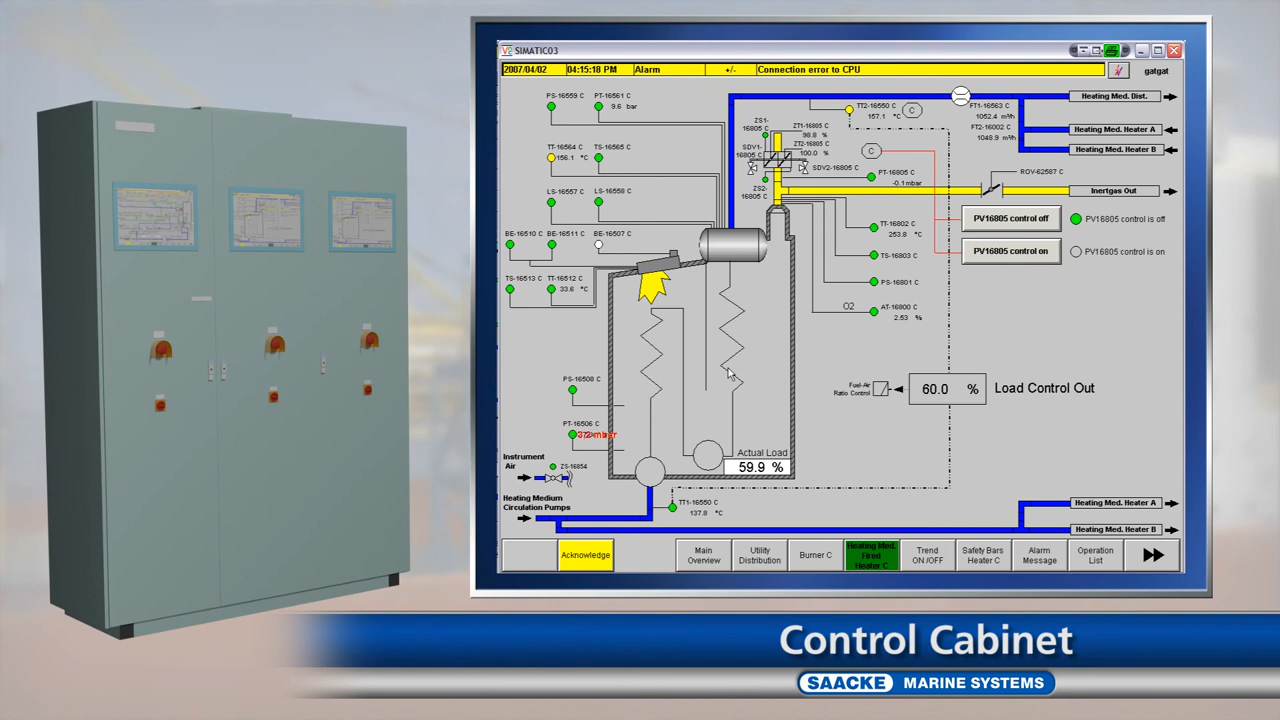 SIMATIC03
2007/04/02 04:15:18 PM Alarm +/- Connection error to CPU gatgat
PS-16559 C
PT-16561 C
9.6 bar
TT-16564 C
156.1 °C
TS-16565 C
LS-16557 C
LS-16558 C
BE-16510 C
BE-16511 C
BE-16507 C
TS-16513 C
TT-16512 C
33.6 °C
ZS1-
16805 C
ZT1-16805 C
98.8 %
ZT2-16805 C
100.0 %
SDV1-
16805 C
SDV2-16805 C
ZS2-
16805 C
TT2-16550 C
157.1 °C
C
C
FT1-16563 C
1052.4 m³/h
FT2-16002 C
1048.9 m³/h
Heating Med. Dist.
Heating Med. Heater A
Heating Med. Heater B
PT-16805 C
-0.1 mbar
ROV-62587 C
Inertgas Out
PV16805 control off
PV16805 control is off
PV16805 control on
PV16805 control is on
TT-16802 C
253.8 °C
TS-16803 C
PS-16801 C
O2
AT-16800 C
2.53 %
PS-16508 C
PT-16506 C
mbar
Fuel-Air
Ratio Control
60.0 %
Load Control Out
Actual Load
59.9 %
Instrument
Air
ZS-16854
Heating Medium
Circulation Pumps
TT1-16550 C
137.8 °C
Heating Med. Heater A
Heating Med. Heater B
Acknowledge
Main
Overview
Utility
Distribution
Burner C
Heating Med.
Fired
Heater C
Trend
ON /OFF
Safety Bars
Heater C
Alarm
Message
Operation
List
Control Cabinet
SAACKE MARINE SYSTEMS